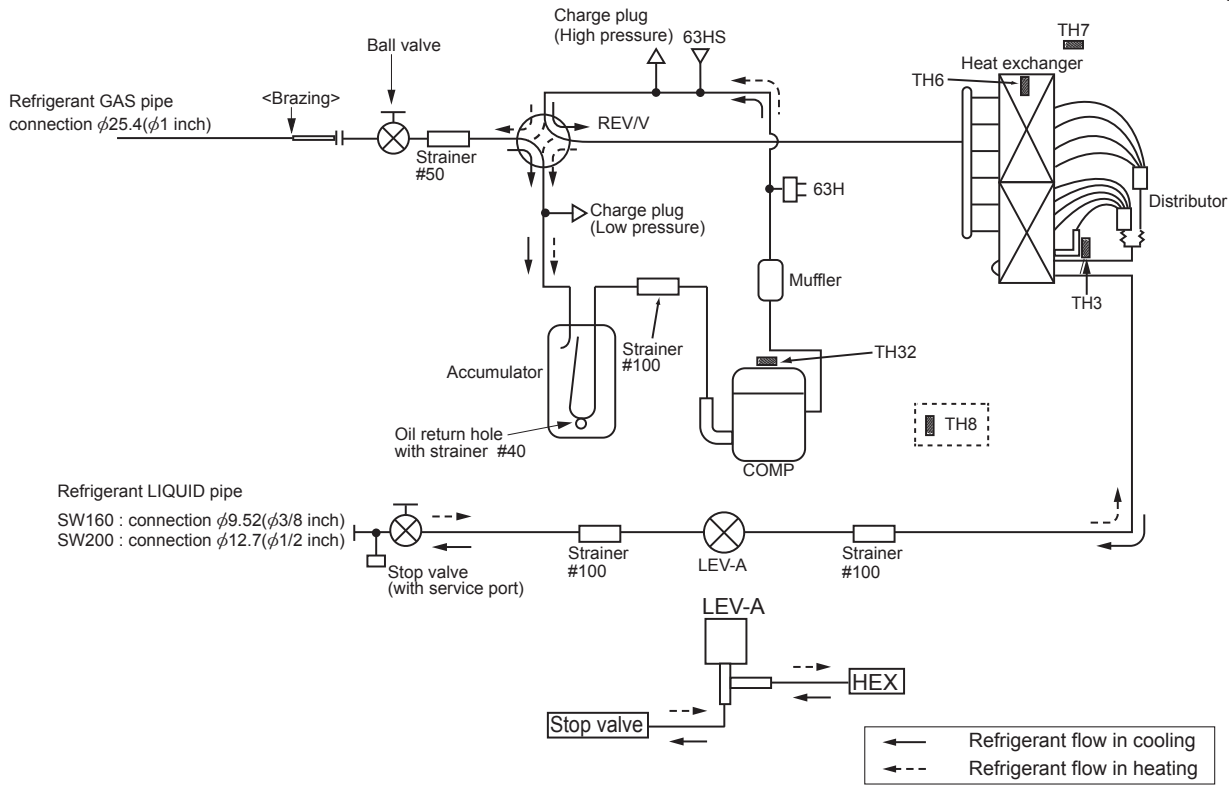 Charge plug
(High pressure)
63HS
TH7
Ball valve
Heat exchanger
TH6
Refrigerant GAS pipe
connection ϕ25.4(ϕ1 inch)
<Brazing>
REV/V
Strainer
#50
63H
Distributor
Charge plug
(Low pressure)
Muffler
TH3
Strainer
#100
TH32
Accumulator
TH8
Oil return hole
with strainer #40
COMP
Refrigerant LIQUID pipe
SW160 : connection ϕ9.52(ϕ3/8 inch)
SW200 : connection ϕ12.7(ϕ1/2 inch)
Strainer
#100
LEV-A
Strainer
#100
Stop valve
(with service port)
LEV-A
HEX
Stop valve
Refrigerant flow in cooling
Refrigerant flow in heating